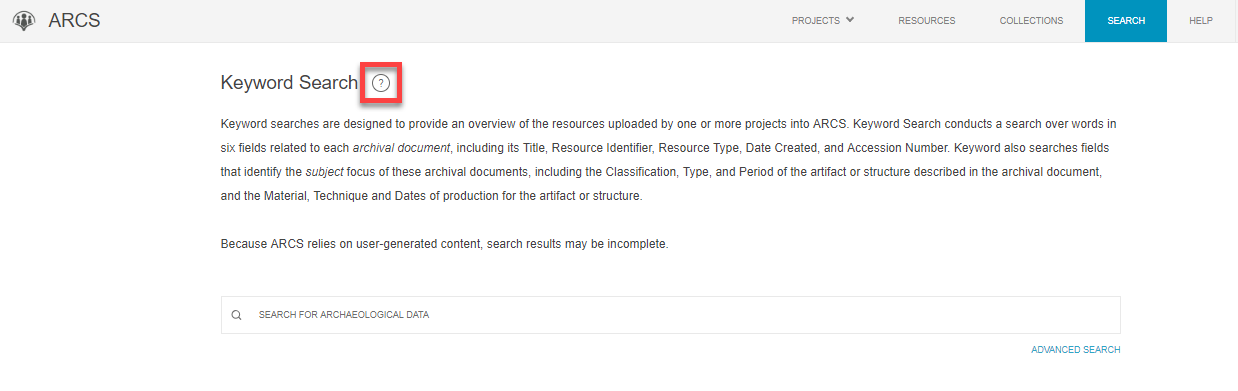 ARCS
PROJECTS RESOURCES COLLECTIONS SEARCH HELP
Keyword Search ?
Keyword searches are designed to provide an overview of the resources uploaded by one or more projects into ARCS. Keyword Search conducts a search over words in
six fields related to each archival document, including its Title, Resource Identifier, Resource Type, Date Created, and Accession Number. Keyword also searches fields
that identify the subject focus of these archival documents, including the Classification, Type, and Period of the artifact or structure described in the archival document,
and the Material, Technique and Dates of production for the artifact or structure.
Because ARCS relies on user-generated content, search results may be incomplete.
SEARCH FOR ARCHAEOLOGICAL DATA
ADVANCED SEARCH